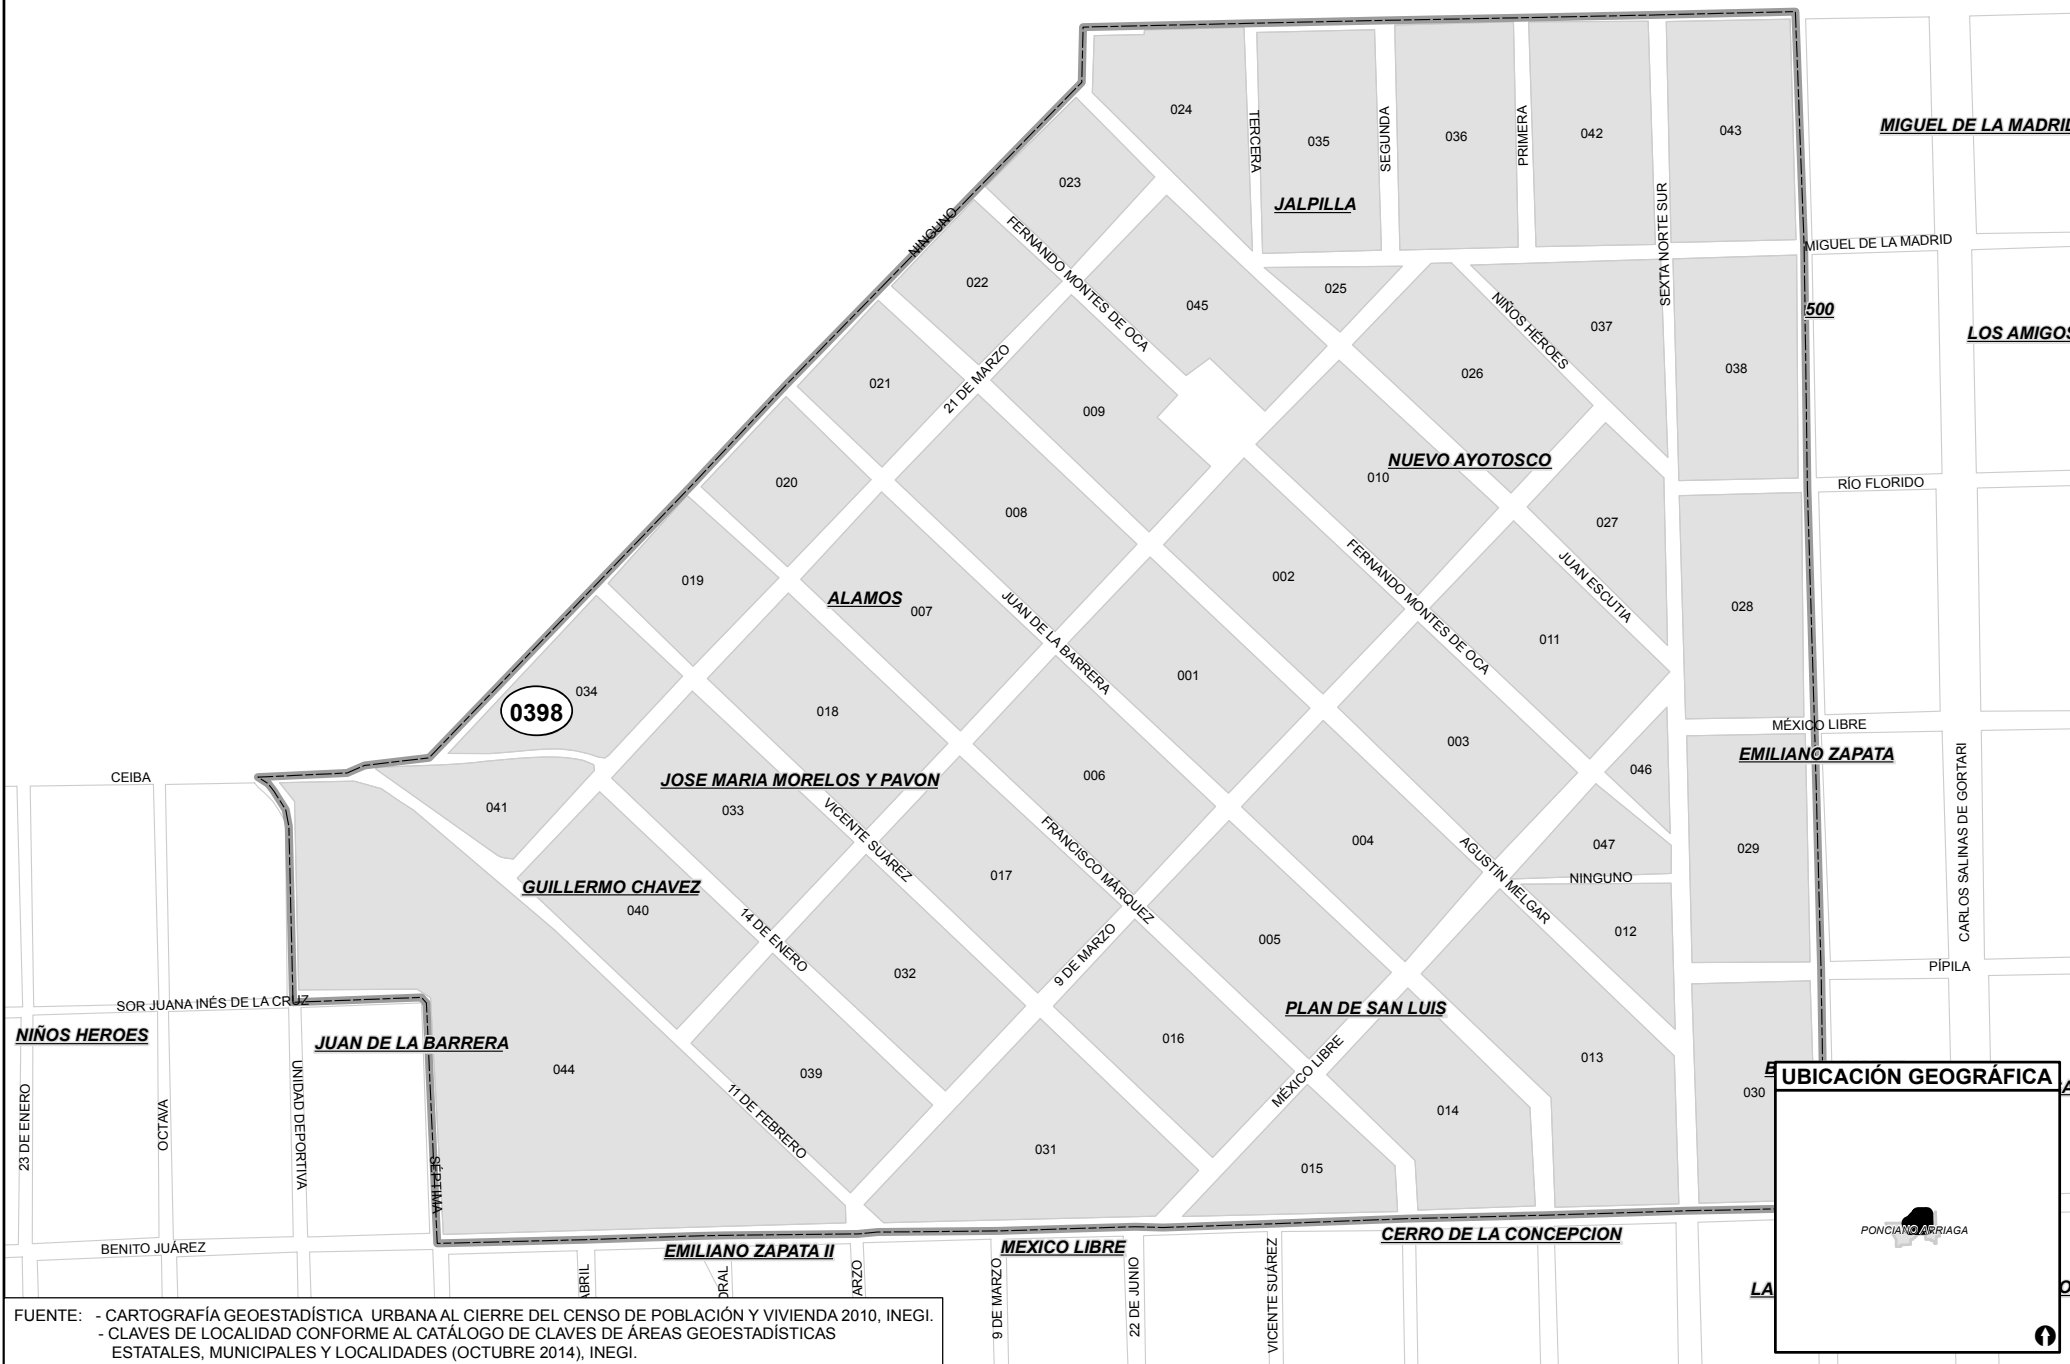 024
035
036
042
043
TERCERA
SEGUNDA
PRIMERA
MIGUEL DE LA MADRID
023
JALPILLA
SEXTA NORTE SUR
NINGUNO
FERNANDO MONTES DE OCA
MIGUEL DE LA MADRID
022
025
045
NIÑOS HÉROES
037
500
LOS AMIGOS
021
21 DE MARZO
009
026
038
NUEVO AYOTOSCO
010
020
008
RÍO FLORIDO
027
019
ALAMOS
007
002
FERNANDO MONTES DE OCA
JUAN ESCUTIA
028
JUAN DE LA BARRERA
011
034
0398
018
001
003
MÉXICO LIBRE
EMILIANO ZAPATA
CEIBA
JOSE MARIA MORELOS Y PAVON
006
046
041
033
VICENTE SUÁREZ
FRANCISCO MÁRQUEZ
004
AGUSTÍN MELGAR
047
029
CARLOS SALINAS DE GORTARI
NINGUNO
GUILLERMO CHAVEZ
040
017
14 DE ENERO
9 DE MARZO
005
012
032
PÍPILA
SOR JUANA INÉS DE LA CRUZ
PLAN DE SAN LUIS
NIÑOS HEROES
JUAN DE LA BARRERA
016
MÉXICO LIBRE
013
044
039
11 DE FEBRERO
014
030
UBICACIÓN GEOGRÁFICA
23 DE ENERO
OCTAVA
UNIDAD DEPORTIVA
SÉPTIMA
031
015
PONCIANO ARRIAGA
BENITO JUÁREZ
EMILIANO ZAPATA II
MEXICO LIBRE
CERRO DE LA CONCEPCION
ABRIL
9 DE MARZO
22 DE JUNIO
VICENTE SUÁREZ
LA
FUENTE: - CARTOGRAFÍA GEOESTADÍSTICA URBANA AL CIERRE DEL CENSO DE POBLACIÓN Y VIVIENDA 2010, INEGI.
- CLAVES DE LOCALIDAD CONFORME AL CATÁLOGO DE CLAVES DE ÁREAS GEOESTADÍSTICAS
ESTATALES, MUNICIPALES Y LOCALIDADES (OCTUBRE 2014), INEGI.